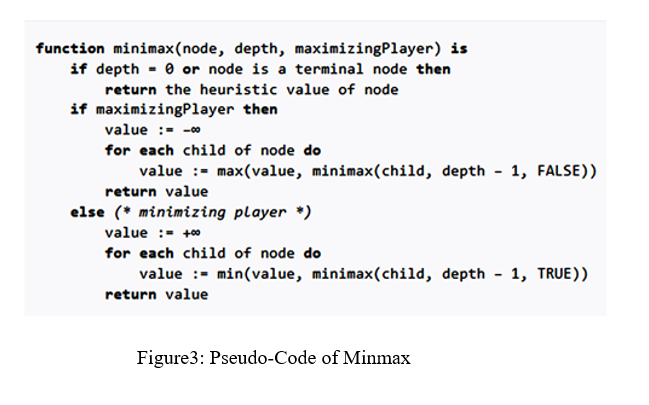 function minimax(node, depth, maximizingPlayer) is
if depth = 0 or node is a terminal node then
return the heuristic value of node
if maximizingPlayer then
value := -∞
for each child of node do
value := max(value, minimax(child, depth - 1, FALSE))
return value
else (* minimizing player *)
value := +∞
for each child of node do
value := min(value, minimax(child, depth - 1, TRUE))
return value
Figure3: Pseudo-Code of Minmax